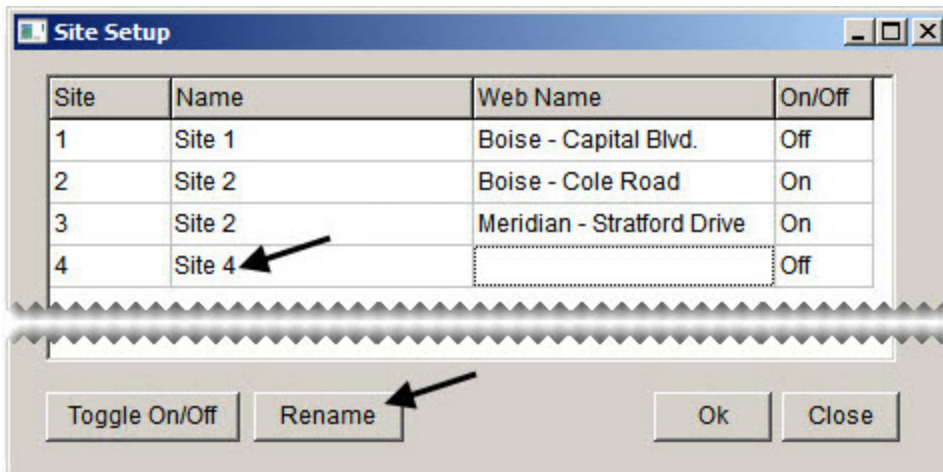 Site Setup
Site Name Web Name On/Off
1 Site 1 Boise - Capital Blvd. Off
2 Site 2 Boise - Cole Road On
3 Site 2 Meridian - Stratford Drive On
4 Site 4 Off
Toggle On/Off Rename Ok Close